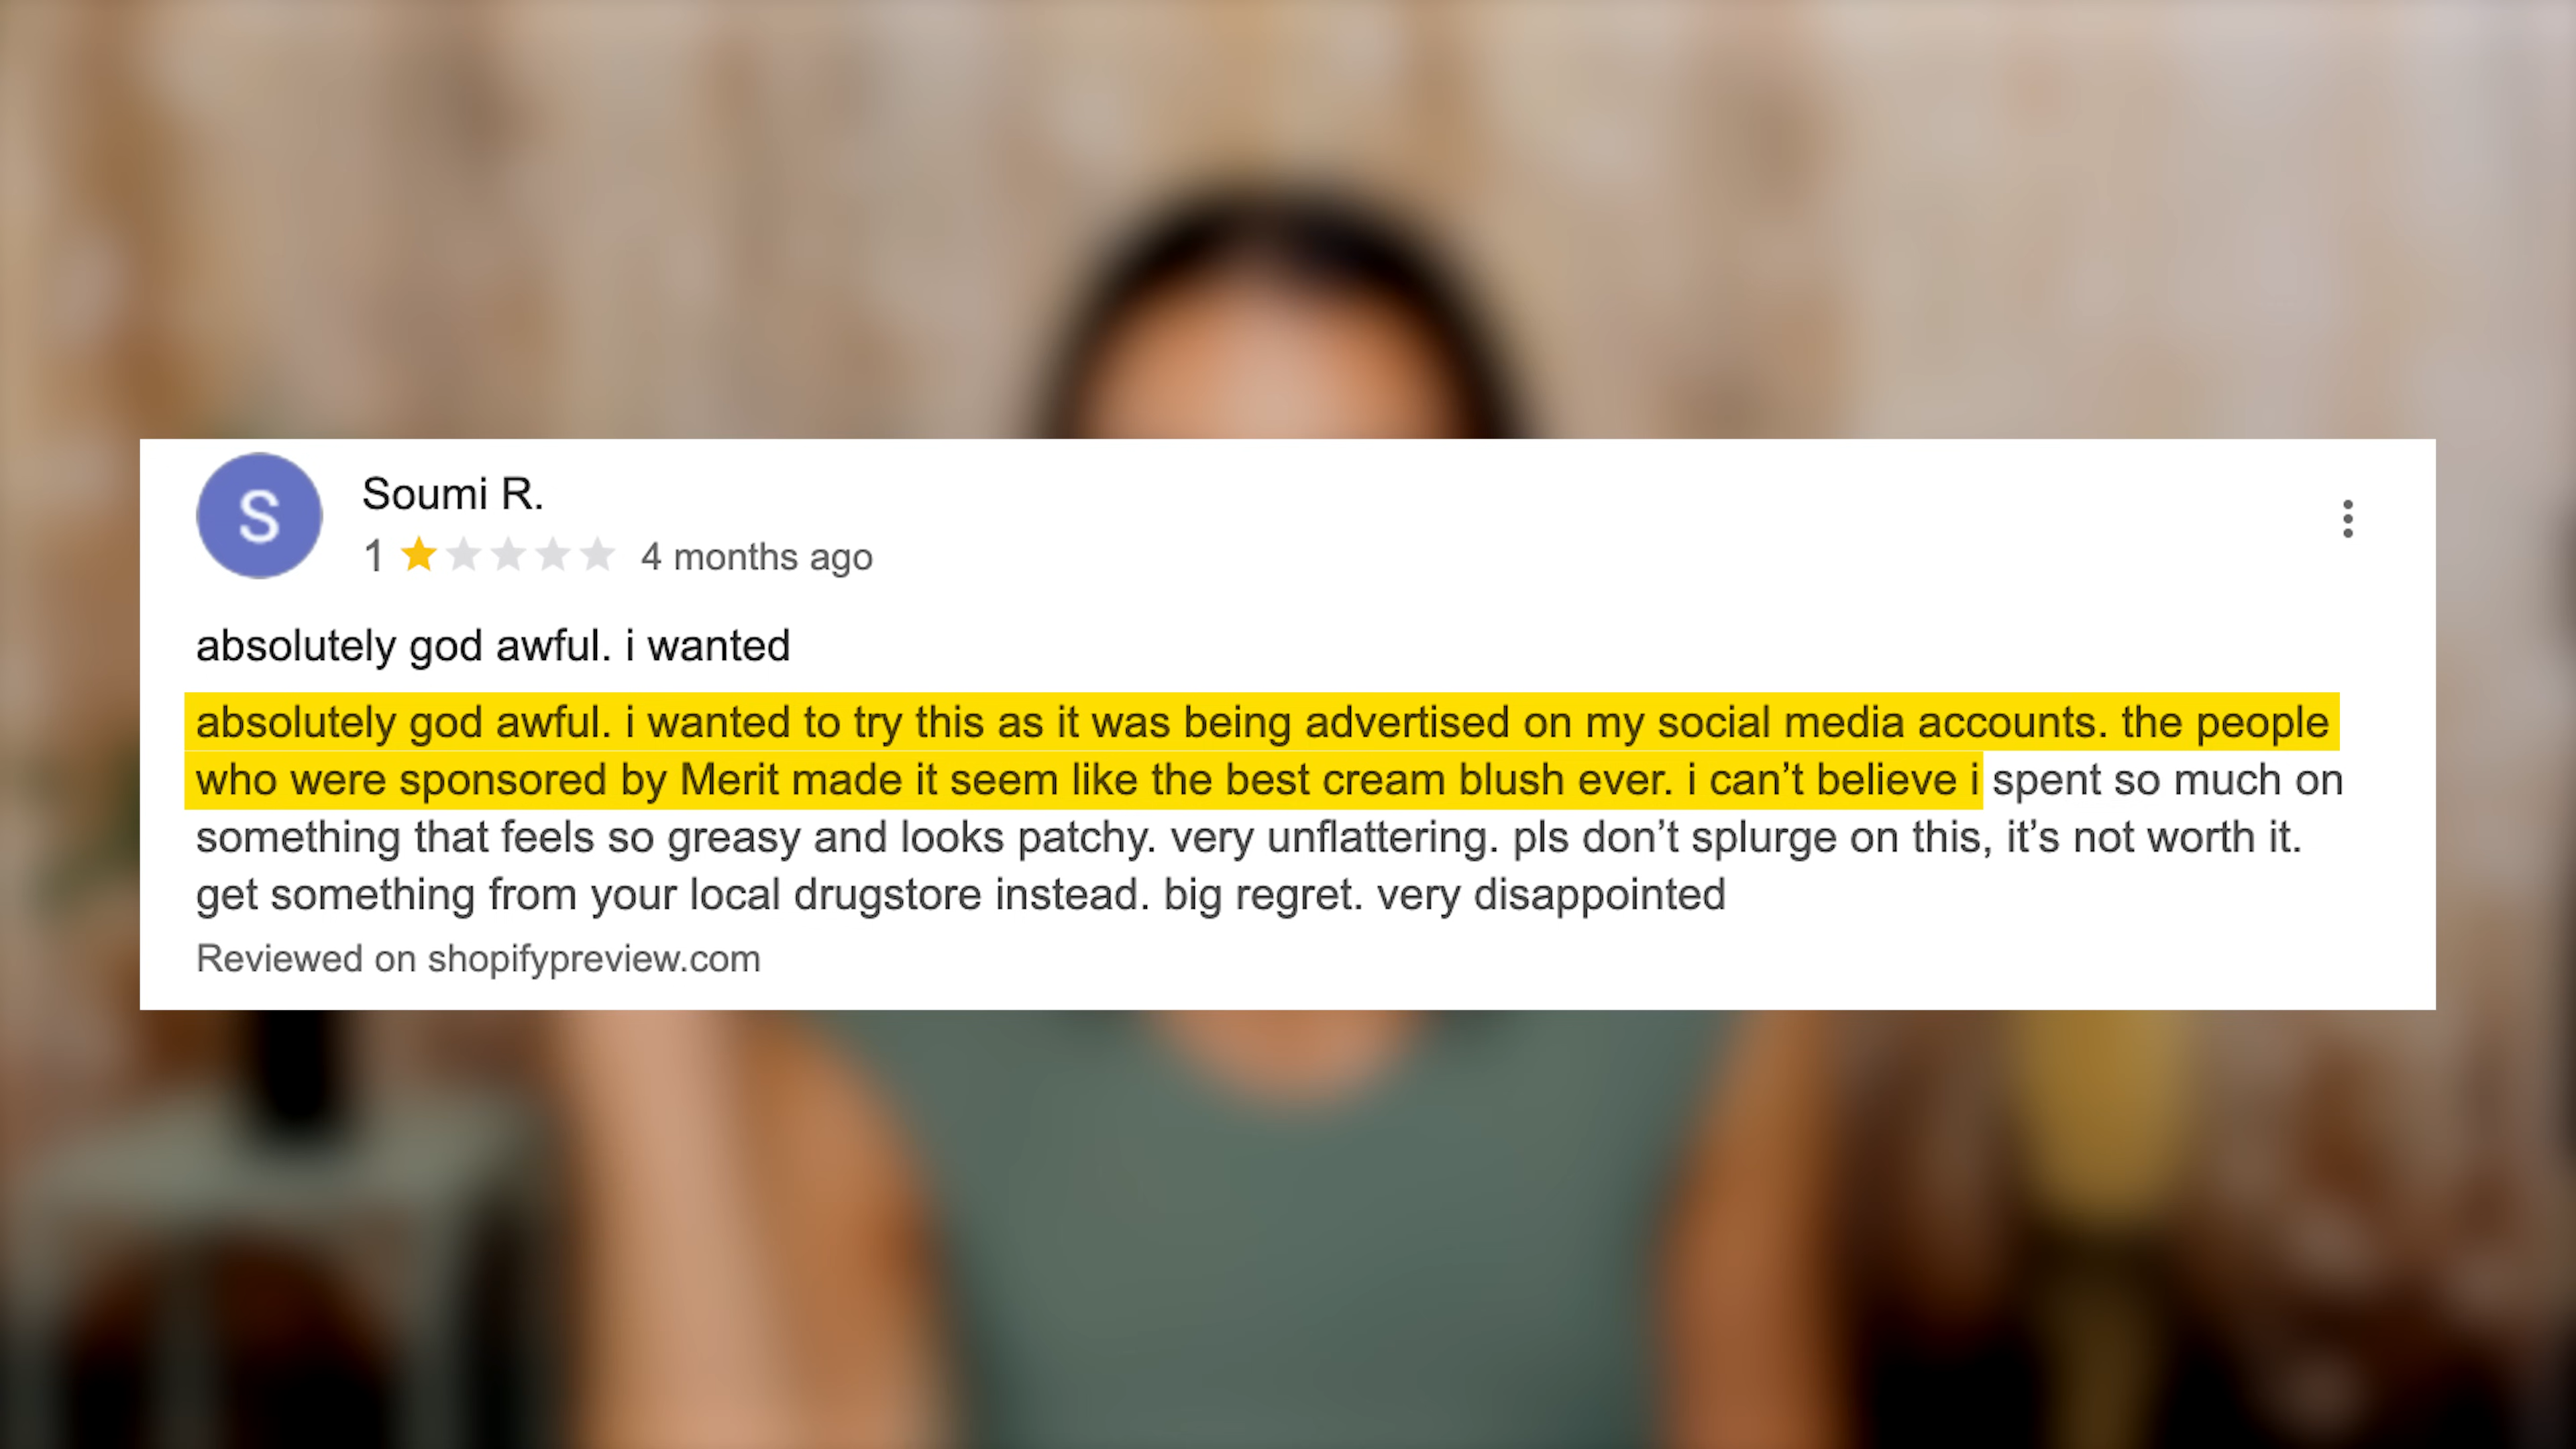 S
Soumi R.
1 4 months ago
absolutely god awful. i wanted
absolutely god awful. i wanted to try this as it was being advertised on my social media accounts. the people
who were sponsored by Merit made it seem like the best cream blush ever. i can’t believe i spent so much on
something that feels so greasy and looks patchy. very unflattering. pls don’t splurge on this, it’s not worth it.
get something from your local drugstore instead. big regret. very disappointed
Reviewed on shopifypreview.com